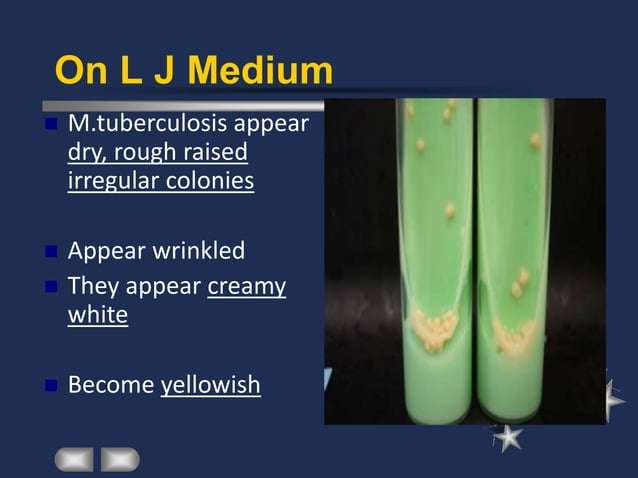 On L J Medium
M.tuberculosis appear
dry, rough raised
irregular colonies
Appear wrinkled
They appear creamy
white
Become yellowish